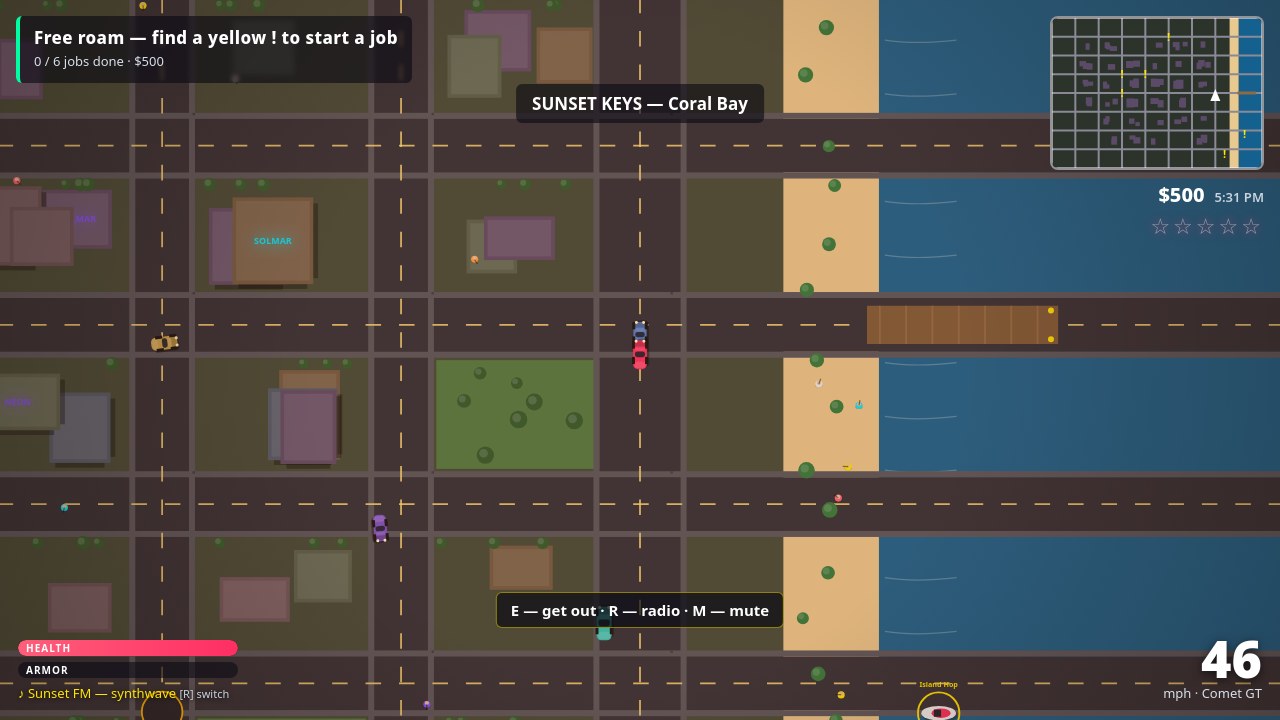 Free roam — find a yellow ! to start a job
0 / 6 jobs done · $500
SUNSET KEYS — Coral Bay
$500 5:31 PM
SOLMAR
E — get out · R — radio · M — mute
HEALTH
ARMOR
♪ Sunset FM — synthwave [R] switch
Island Hop
46
mph · Comet GT